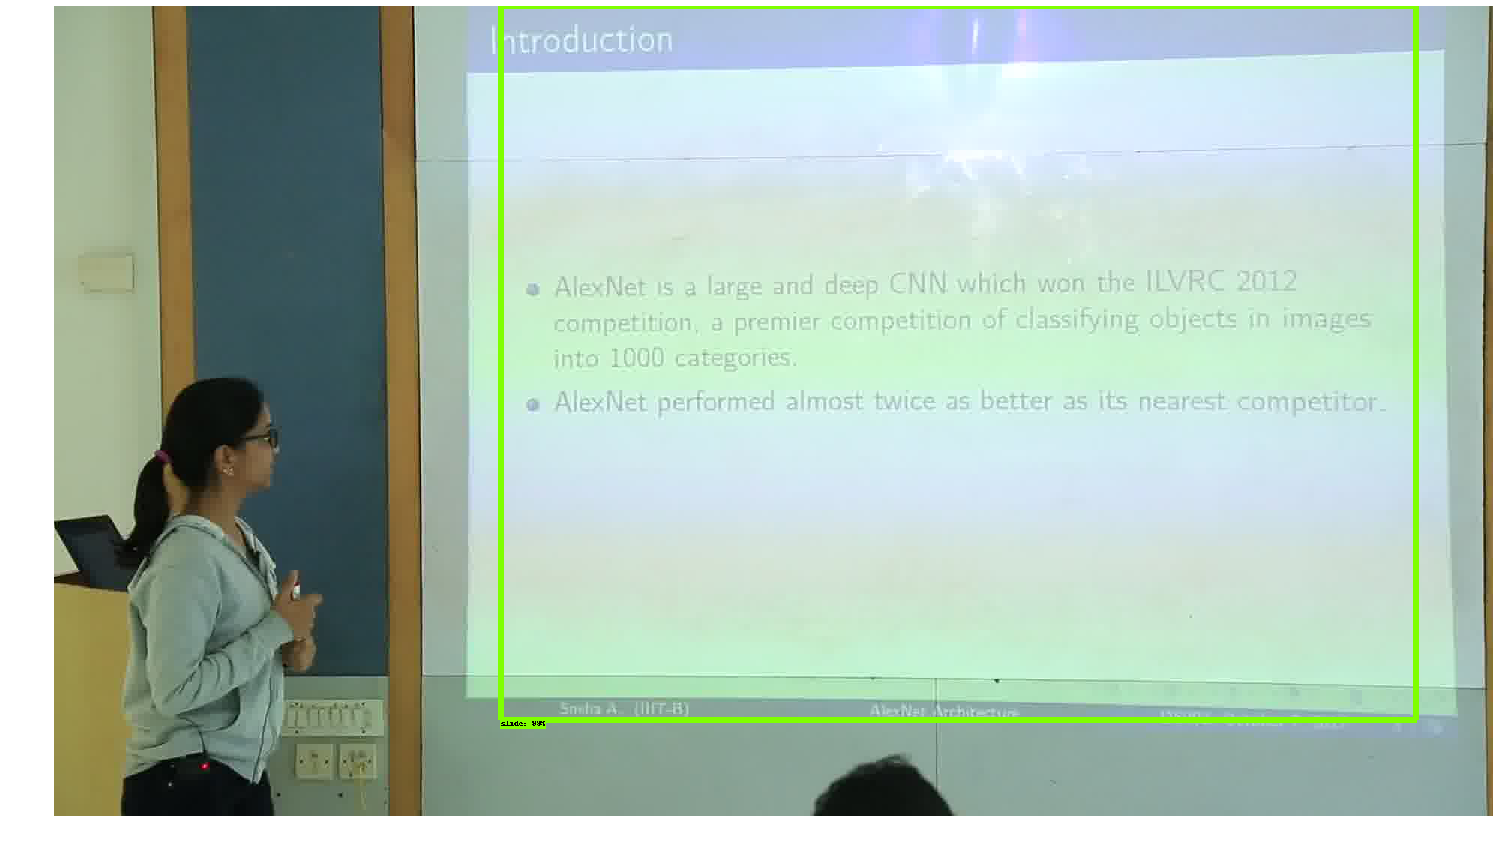 Introduction
AlexNet is a large and deep CNN which won the ILVRC 2012
competition, a premier competition of classifying objects in images
into 1000 categories.
AlexNet performed almost twice as better as its nearest competitor.
Sneha A. (IIIT-B)
AlexNet Architecture
slide: 99%